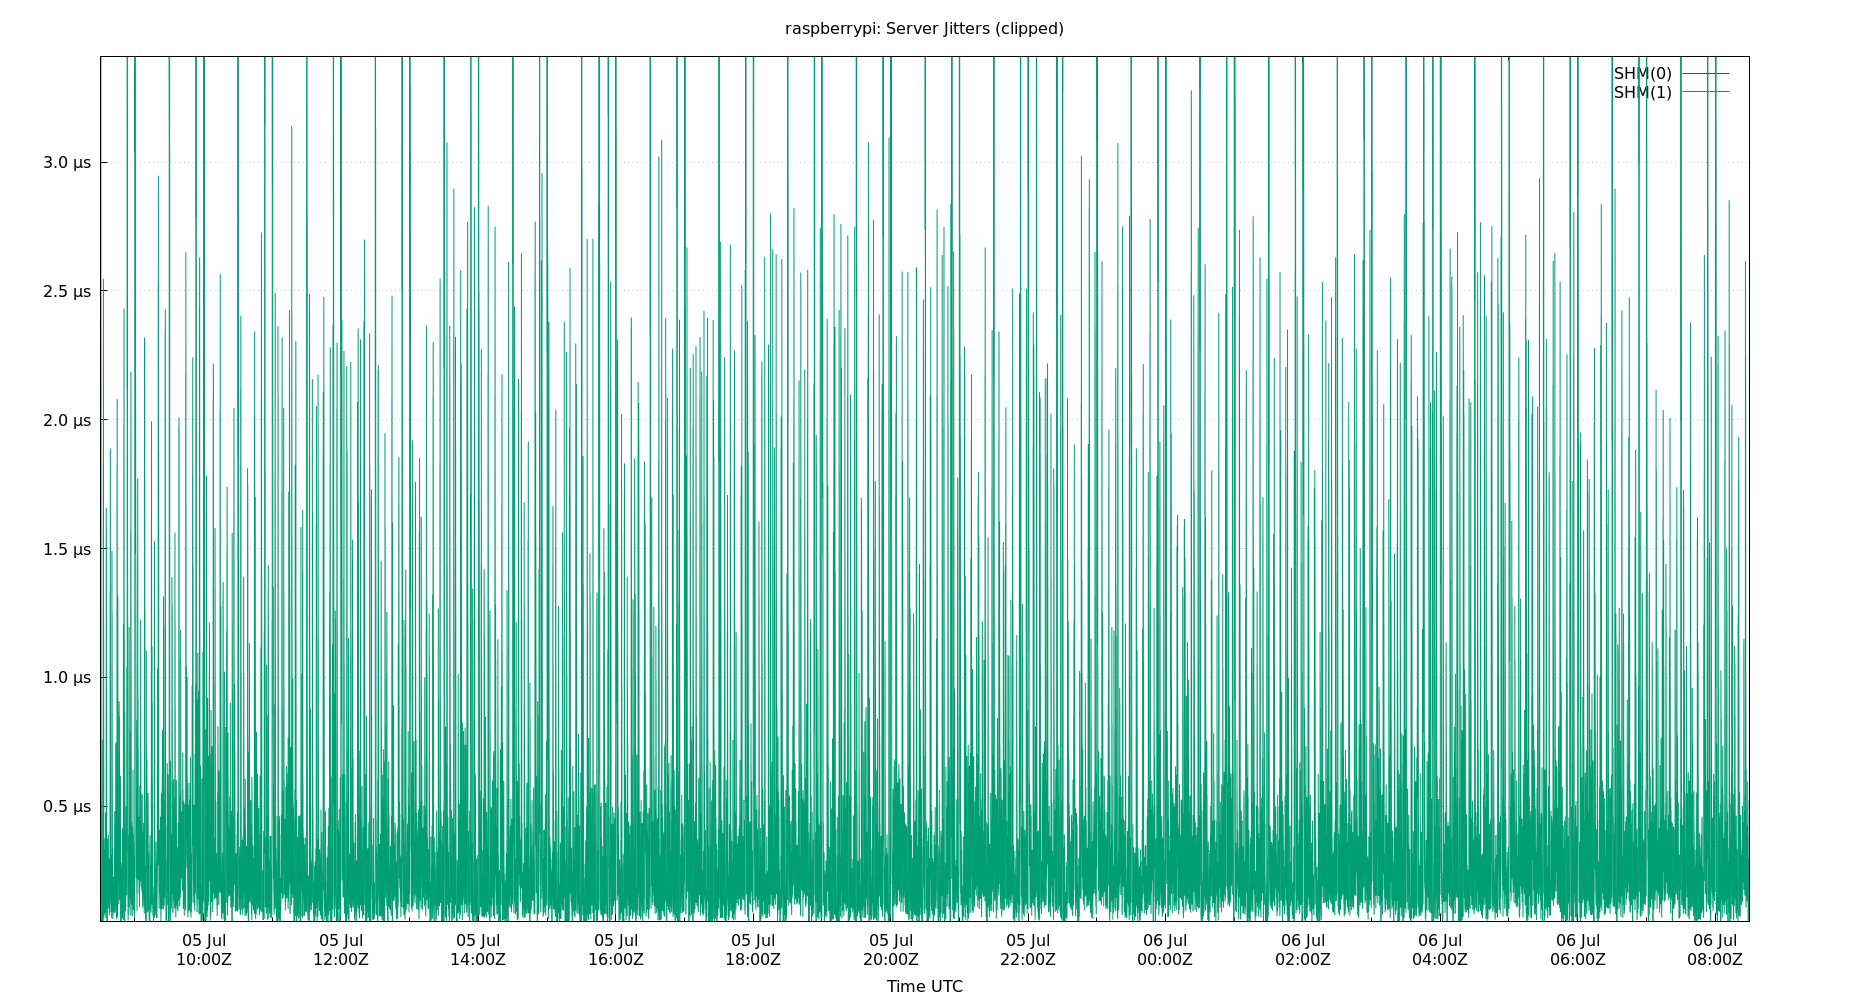 raspberrypi: Server Jitters (clipped)
SHM(0)
SHM(1)
3.0 µs
2.5 µs
2.0 µs
1.5 µs
1.0 µs
0.5 µs
05 Jul 05 Jul 05 Jul 05 Jul 05 Jul 05 Jul 05 Jul 06 Jul 06 Jul 06 Jul 06 Jul 06 Jul
10:00Z 12:00Z 14:00Z 16:00Z 18:00Z 20:00Z 22:00Z 00:00Z 02:00Z 04:00Z 06:00Z 08:00Z
Time UTC